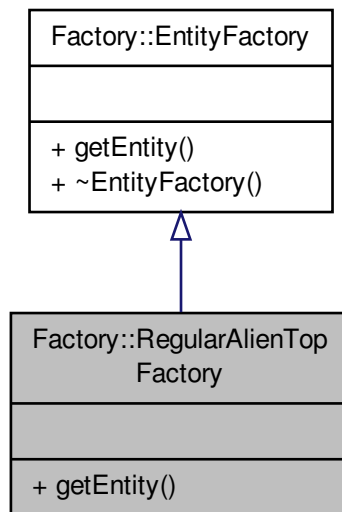 Factory::EntityFactory
+ getEntity()
+ ~EntityFactory()
Factory::RegularAlienTop
Factory
+ getEntity()